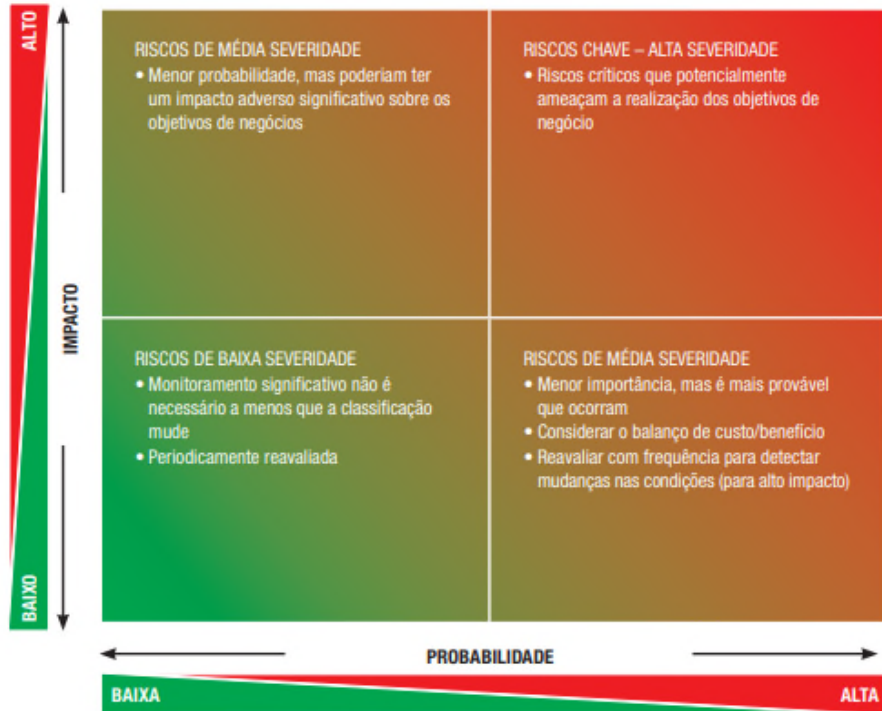 ALTO
IMPACTO
BAIXO
RISCOS DE MÉDIA SEVERIDADE
• Menor probabilidade, mas poderiam ter
um impacto adverso significativo sobre os
objetivos de negócios
RISCOS CHAVE – ALTA SEVERIDADE
• Riscos críticos que potencialmente
ameaçam a realização dos objetivos de
negócio
RISCOS DE BAIXA SEVERIDADE
• Monitoramento significativo não é
necessário a menos que a classificação
mude
• Periodicamente reavaliada
RISCOS DE MÉDIA SEVERIDADE
• Menor importância, mas é mais provável
que ocorram
• Considerar o balanço de custo/benefício
• Reavaliar com frequência para detectar
mudanças nas condições (para alto impacto)
PROBABILIDADE
BAIXA
ALTA